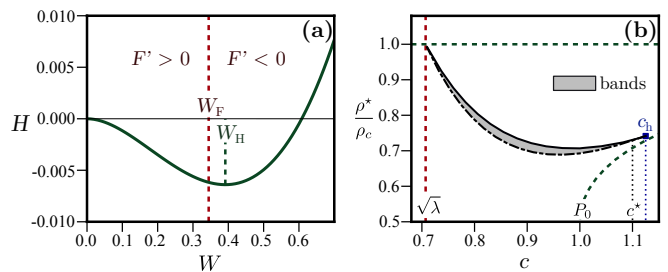 (a)
0.010
0.005
0.000
-0.005
-0.010
H
F' > 0
F' < 0
W_F
W_H
0.0 0.1 0.2 0.3 0.4 0.5 0.6
W
(b)
1.0
0.9
0.8
0.7
0.6
0.5
ρ*
ρc
bands
c_h
√λ
P_0
c*
0.7 0.8 0.9 1.0 1.1
c